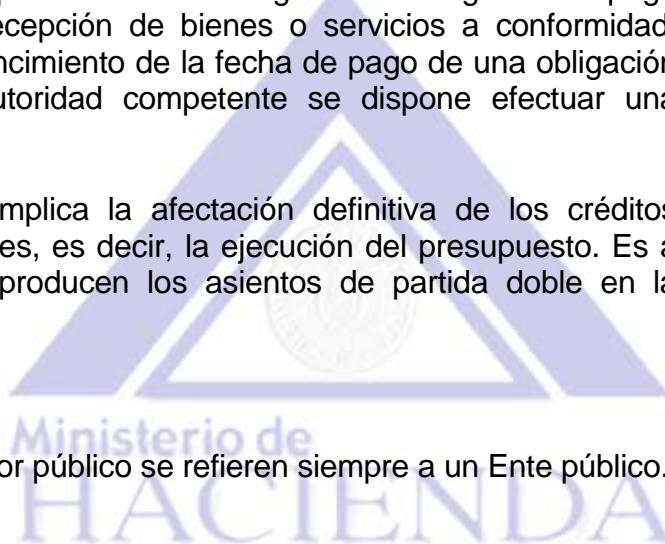 ecepción de bienes o servicios a conformidad
ncimiento de la fecha de pago de una obligación
utoridad competente se dispone efectuar una
mplica la afectación definitiva de los créditos
es, es decir, la ejecución del presupuesto. Es a
producen los asientos de partida doble en la
Ministerio de
or público se refieren siempre a un Ente público.
HACIENDA